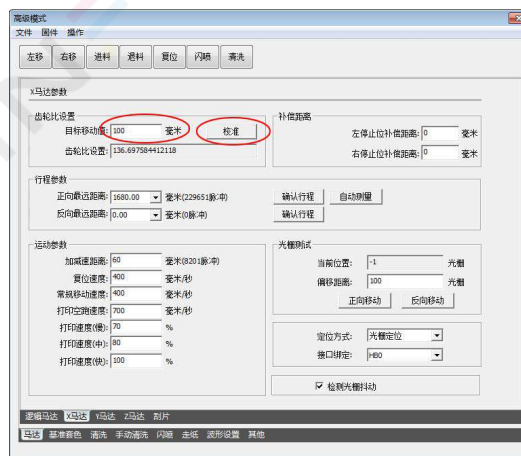 高级模式
文件 固件 操作
左移 右移 进料 退料 复位 闪喷 清洗
X马达参数
齿轮比设置
目标移动值: 100 毫米 校准
齿轮比设置: 136.697584412118
补偿距离
左停止位补偿距离: 0 毫米
右停止位补偿距离: 0 毫米
行程参数
正向最远距离: 1680.00 毫米(229651脉冲) 确认行程 自动测量
反向最远距离: 0.00 毫米(0脉冲) 确认行程
运动参数
加减速距离: 60 毫米(8201脉冲)
复位速度: 400 毫米/秒
常规移动速度: 400 毫米/秒
打印空跑速度: 700 毫米/秒
打印速度(慢): 70 %
打印速度(中): 80 %
打印速度(快): 100 %
光栅测试
当前位置: -1 光栅
偏移距离: 100 光栅
正向移动 反向移动
定位方式: 光栅定位
接口绑定: HB0
检测光栅抖动
逻辑马达 X马达 Y马达 Z马达 刮片
马达 基准套色 清洗 手动清洗 闪喷 走纸 波形设置 其他